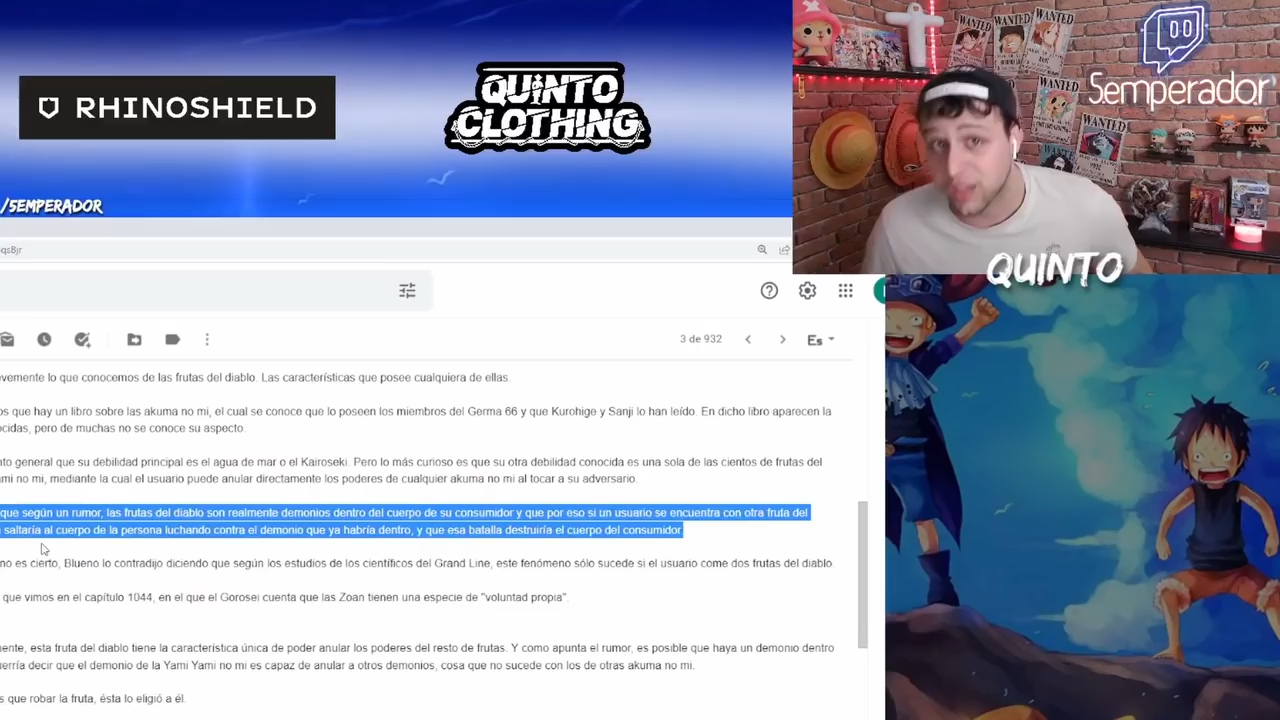 RHINOSHIELD
QUINTO
CLOTHING
/5EMPERADOR
5emperador
WANTED
WANTED
WANTED
WANTED
WANTED
WANTED
QUINTO
qsBjr
3 de 932
Es
evemente lo que conocemos de las frutas del diablo. Las características que posee cualquiera de ellas.
os que hay un libro sobre las akuma no mi, el cual se conoce que lo poseen los miembros del Germa 66 y que Kurohige y Sanji lo han leído. En dicho libro aparecen la
ocidas, pero de muchas no se conoce su aspecto.
nto general que su debilidad principal es el agua de mar o el Kairoseki. Pero lo más curioso es que su otra debilidad conocida es una sola de las cientos de frutas del
ami no mi, mediante la cual el usuario puede anular directamente los poderes de cualquier akuma no mi al tocar a su adversario.
que según un rumor, las frutas del diablo son realmente demonios dentro del cuerpo de su consumidor y que por eso si un usuario se encuentra con otra fruta del
saltaría al cuerpo de la persona luchando contra el demonio que ya habría dentro, y que esa batalla destruiría el cuerpo del consumidor.
no es cierto, Blueno lo contradijo diciendo que según los estudios de los científicos del Grand Line, este fenómeno sólo sucede si el usuario come dos frutas del diablo.
que vimos en el capítulo 1044, en el que el Gorosei cuenta que las Zoan tienen una especie de "voluntad propia".
ente, esta fruta del diablo tiene la característica única de poder anular los poderes del resto de frutas. Y como apunta el rumor, es posible que haya un demonio dentro
uerría decir que el demonio de la Yami Yami no mi es capaz de anular a otros demonios, cosa que no sucede con los de otras akuma no mi.
s que robar la fruta, ésta lo eligió a él.